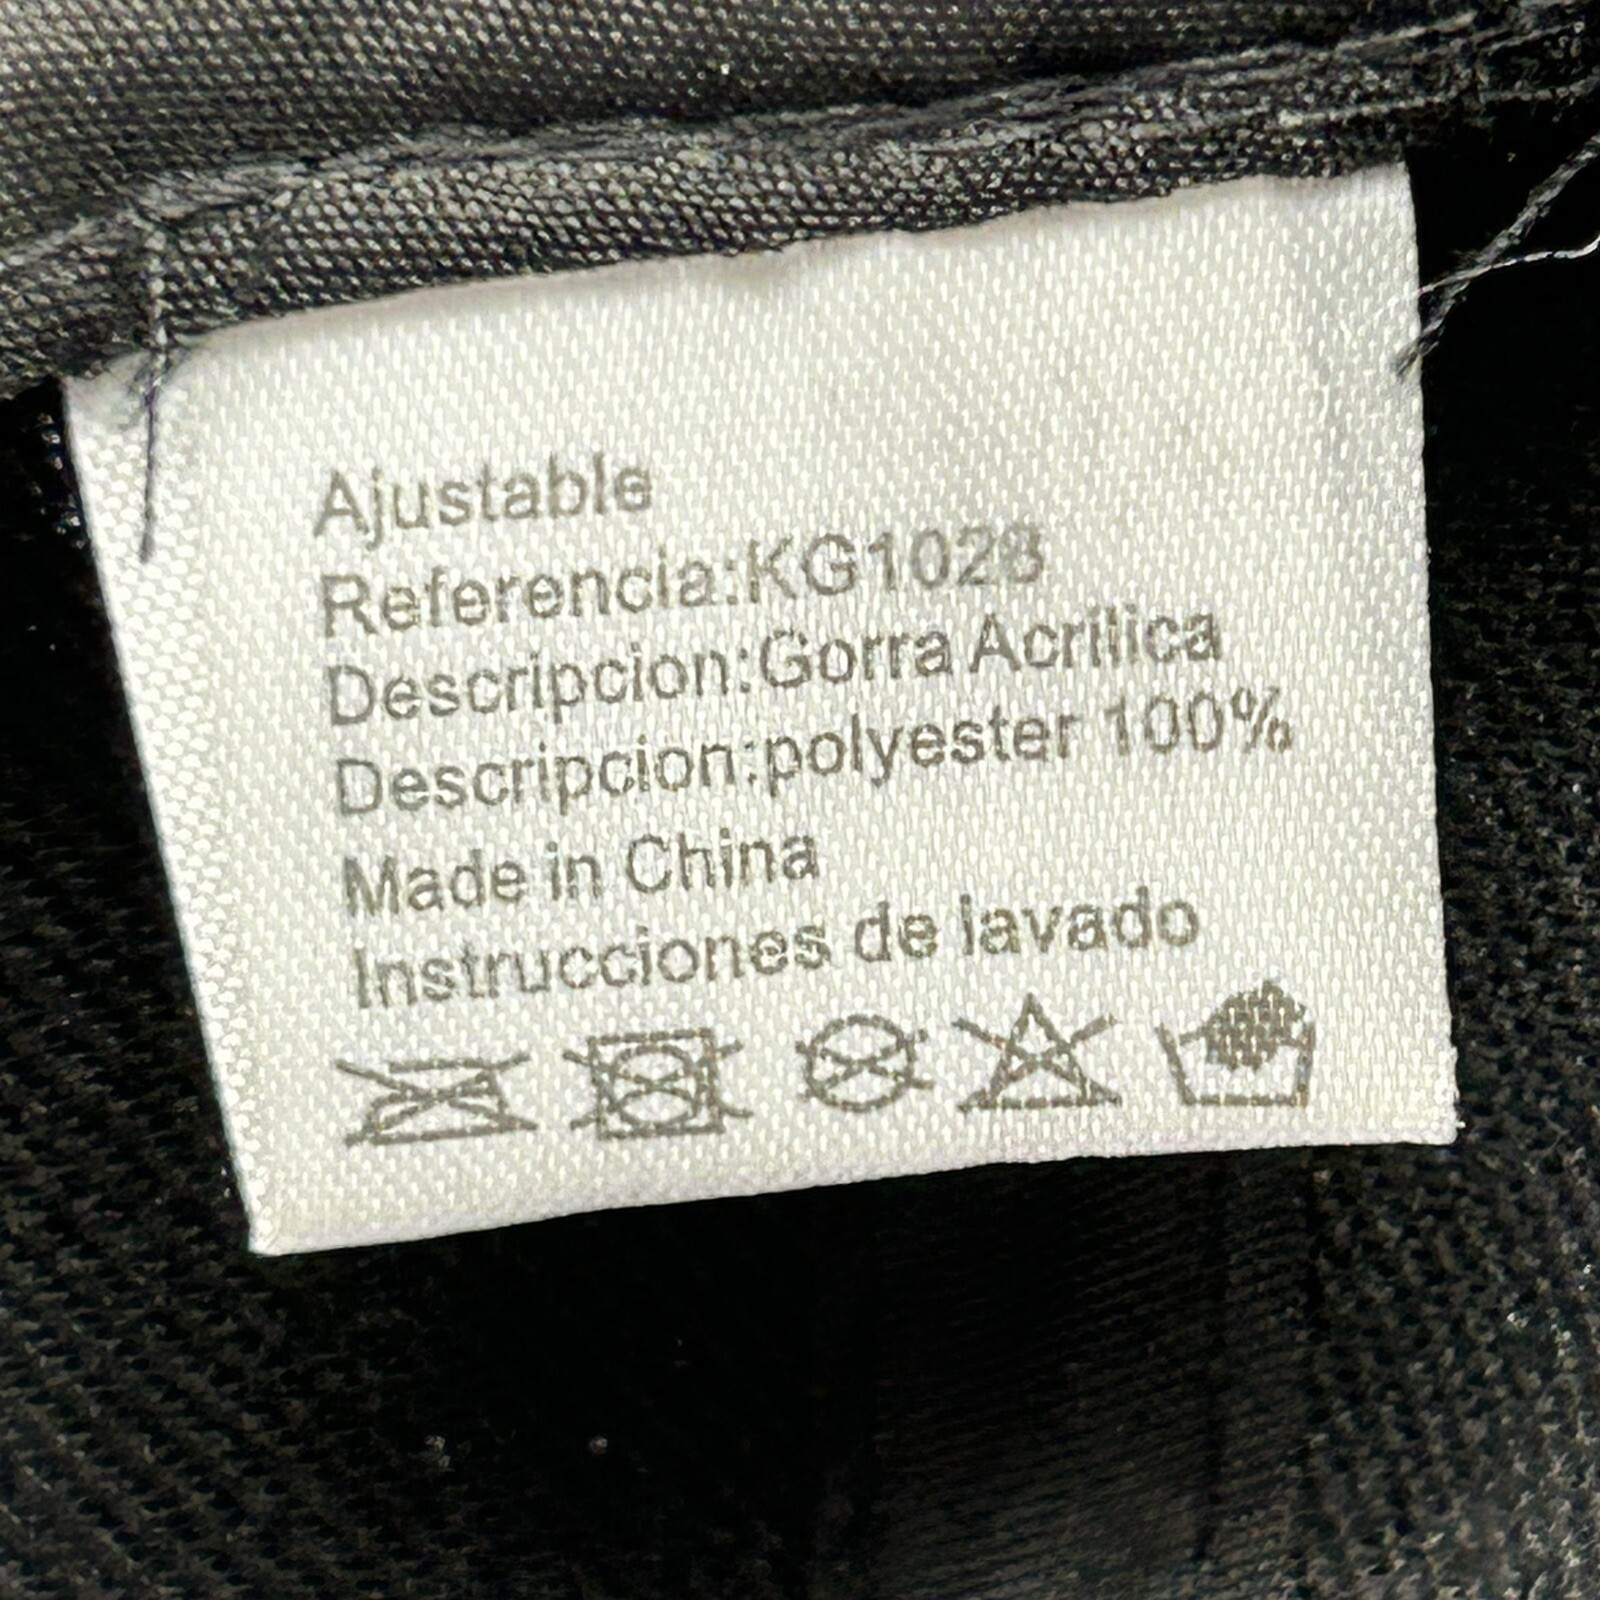 Ajustable
Referencia:KG1028
Descripcion:Gorra Acrilica
Descripcion:polyester 100%
Made in China
Instrucciones de lavado